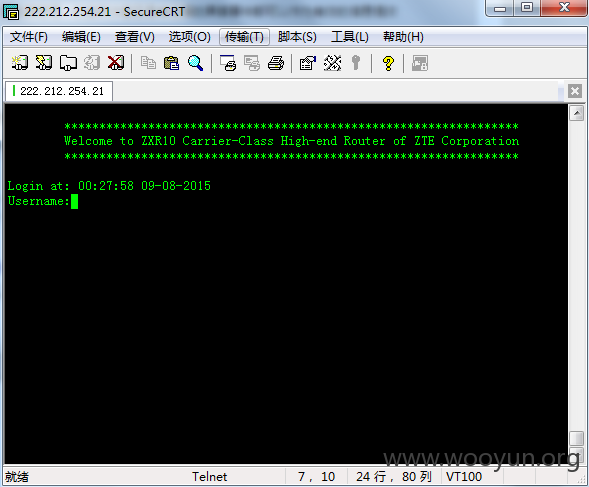 222.212.254.21 - SecureCRT
文件(F) 编辑(E) 查看(V) 选项(O) 传输(T) 脚本(S) 工具(L) 帮助(H)
222.212.254.21
*****************************************************************
Welcome to ZXR10 Carrier-Class High-end Router of ZTE Corporation
*****************************************************************
Login at: 00:27:58 09-08-2015
Username:
www.wooyun.org
就绪 Telnet 7, 10 24 行, 80 列 VT100